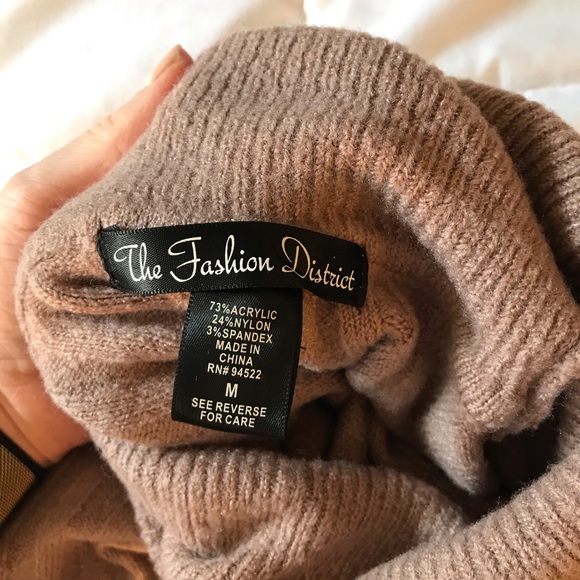 The Fashion District
73%ACRYLIC
24%NYLON
3%SPANDEX
MADE IN
CHINA
RN# 94522
M
SEE REVERSE
FOR CARE